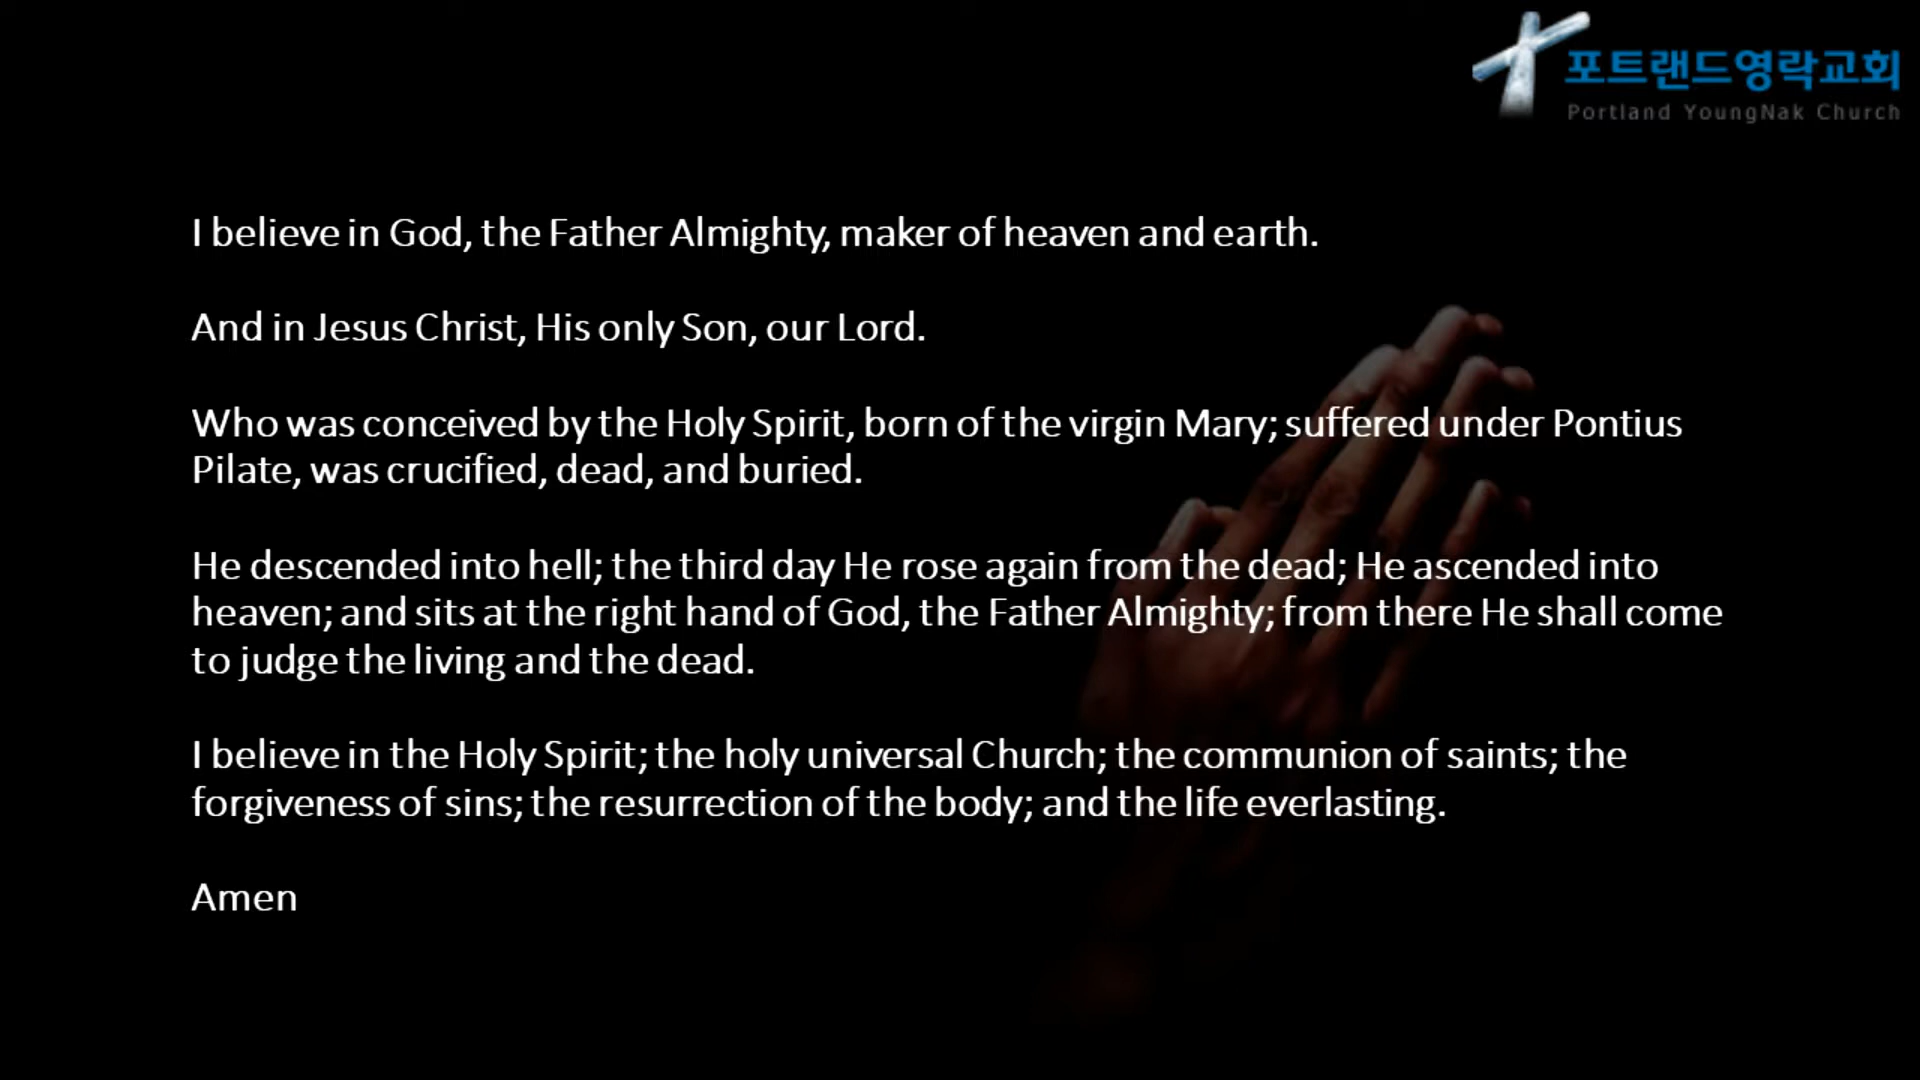 포트랜드영락교회
Portland YoungNak Church
I believe in God, the Father Almighty, maker of heaven and earth.
And in Jesus Christ, His only Son, our Lord.
Who was conceived by the Holy Spirit, born of the virgin Mary; suffered under Pontius
Pilate, was crucified, dead, and buried.
He descended into hell; the third day He rose again from the dead; He ascended into
heaven; and sits at the right hand of God, the Father Almighty; from there He shall come
to judge the living and the dead.
I believe in the Holy Spirit; the holy universal Church; the communion of saints; the
forgiveness of sins; the resurrection of the body; and the life everlasting.
Amen